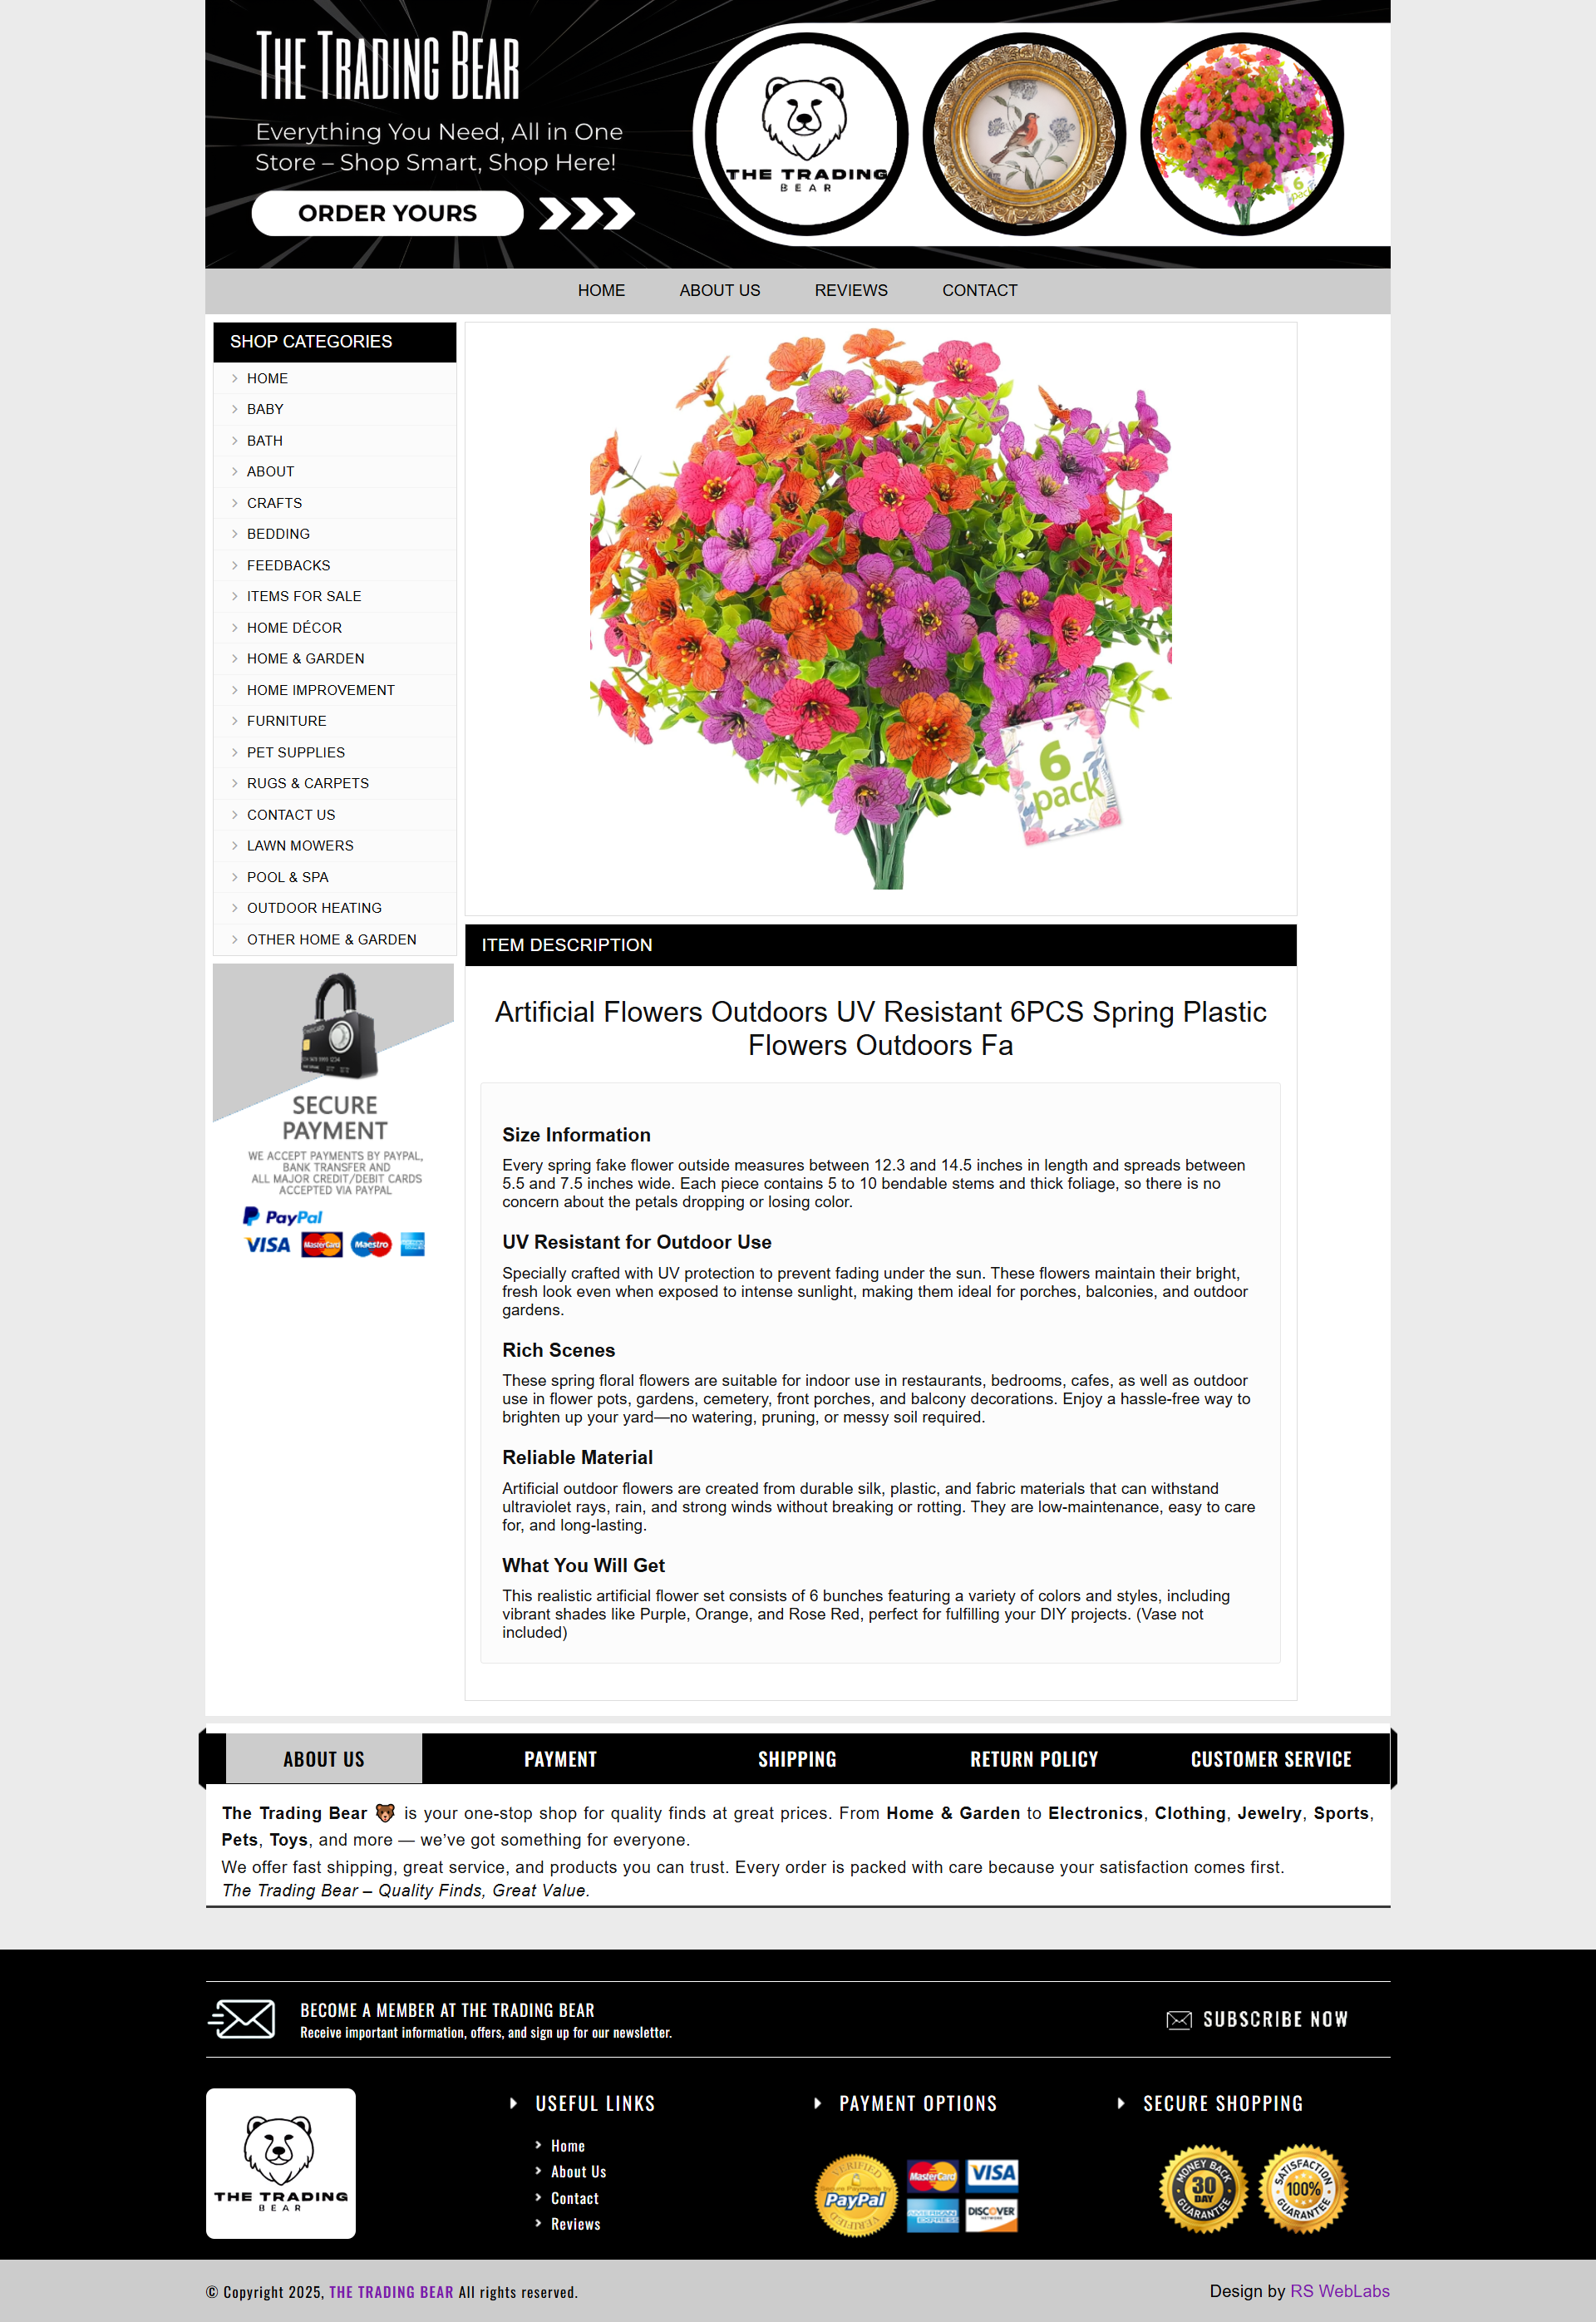 THE TRADING BEAR
Everything You Need, All in One
Store – Shop Smart, Shop Here!
ORDER YOURS
THE TRADING
BEAR
6
pack
HOME
ABOUT US
REVIEWS
CONTACT
SHOP CATEGORIES
HOME
BABY
BATH
ABOUT
CRAFTS
BEDDING
FEEDBACKS
ITEMS FOR SALE
HOME DÉCOR
HOME & GARDEN
HOME IMPROVEMENT
FURNITURE
PET SUPPLIES
RUGS & CARPETS
CONTACT US
LAWN MOWERS
POOL & SPA
OUTDOOR HEATING
OTHER HOME & GARDEN
SECURE
PAYMENT
WE ACCEPT PAYMENTS BY PAYPAL,
BANK TRANSFER AND
ALL MAJOR CREDIT/DEBIT CARDS
ACCEPTED VIA PAYPAL
PayPal
VISA MasterCard Maestro
6
pack
ITEM DESCRIPTION
Artificial Flowers Outdoors UV Resistant 6PCS Spring Plastic
Flowers Outdoors Fa
Size Information
Every spring fake flower outside measures between 12.3 and 14.5 inches in length and spreads between
5.5 and 7.5 inches wide. Each piece contains 5 to 10 bendable stems and thick foliage, so there is no
concern about the petals dropping or losing color.
UV Resistant for Outdoor Use
Specially crafted with UV protection to prevent fading under the sun. These flowers maintain their bright,
fresh look even when exposed to intense sunlight, making them ideal for porches, balconies, and outdoor
gardens.
Rich Scenes
These spring floral flowers are suitable for indoor use in restaurants, bedrooms, cafes, as well as outdoor
use in flower pots, gardens, cemetery, front porches, and balcony decorations. Enjoy a hassle-free way to
brighten up your yard—no watering, pruning, or messy soil required.
Reliable Material
Artificial outdoor flowers are created from durable silk, plastic, and fabric materials that can withstand
ultraviolet rays, rain, and strong winds without breaking or rotting. They are low-maintenance, easy to care
for, and long-lasting.
What You Will Get
This realistic artificial flower set consists of 6 bunches featuring a variety of colors and styles, including
vibrant shades like Purple, Orange, and Rose Red, perfect for fulfilling your DIY projects. (Vase not
included)
ABOUT US
PAYMENT
SHIPPING
RETURN POLICY
CUSTOMER SERVICE
The Trading Bear 🐻 is your one-stop shop for quality finds at great prices. From Home & Garden to Electronics, Clothing, Jewelry, Sports,
Pets, Toys, and more — we've got something for everyone.
We offer fast shipping, great service, and products you can trust. Every order is packed with care because your satisfaction comes first.
The Trading Bear – Quality Finds, Great Value.
BECOME A MEMBER AT THE TRADING BEAR
Receive important information, offers, and sign up for our newsletter.
SUBSCRIBE NOW
THE TRADING
BEAR
USEFUL LINKS
Home
About Us
Contact
Reviews
PAYMENT OPTIONS
VERIFIED
Secure Payments by
PayPal
VERIFIED
MasterCard VISA
AMERICAN EXPRESS DISCOVER
SECURE SHOPPING
MONEY BACK
30
DAY
GUARANTEE
SATISFACTION
100%
GUARANTEE
© Copyright 2025, THE TRADING BEAR All rights reserved.
Design by RS WebLabs